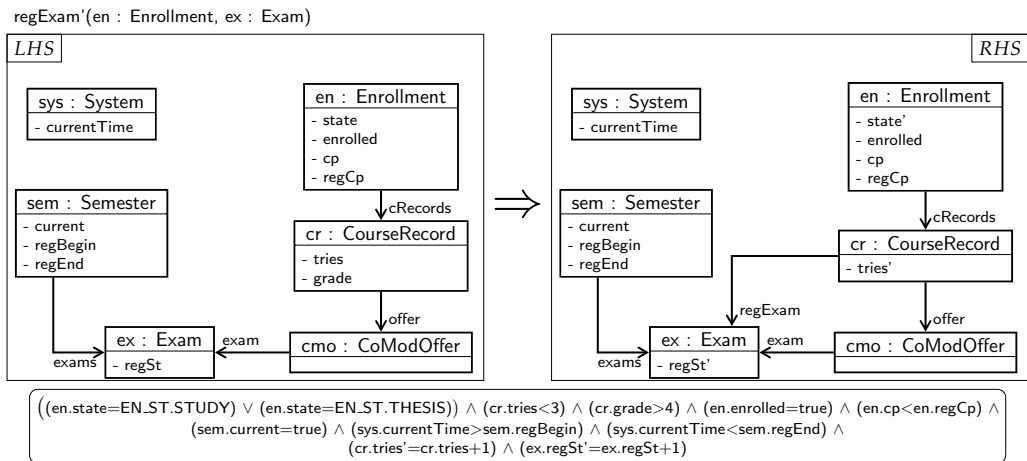 regExam'(en : Enrollment, ex : Exam)
LHS
sys : System
- currentTime
en : Enrollment
- state
- enrolled
- cp
- regCp
sem : Semester
- current
- regBegin
- regEnd
cRecords
cr : CourseRecord
- tries
- grade
offer
ex : Exam
- regSt
exams
exam
cmo : CoModOffer
⇒
RHS
sys : System
- currentTime
en : Enrollment
- state'
- enrolled
- cp
- regCp
sem : Semester
- current
- regBegin
- regEnd
cRecords
cr : CourseRecord
- tries'
regExam
offer
ex : Exam
- regSt'
exams
exam
cmo : CoModOffer
((en.state=EN_ST.STUDY) ∨ (en.state=EN_ST.THESIS)) ∧ (cr.tries<3) ∧ (cr.grade>4) ∧ (en.enrolled=true) ∧ (en.cp<en.regCp) ∧
(sem.current=true) ∧ (sys.currentTime>sem.regBegin) ∧ (sys.currentTime<sem.regEnd) ∧
(cr.tries'=cr.tries+1) ∧ (ex.regSt'=ex.regSt+1)